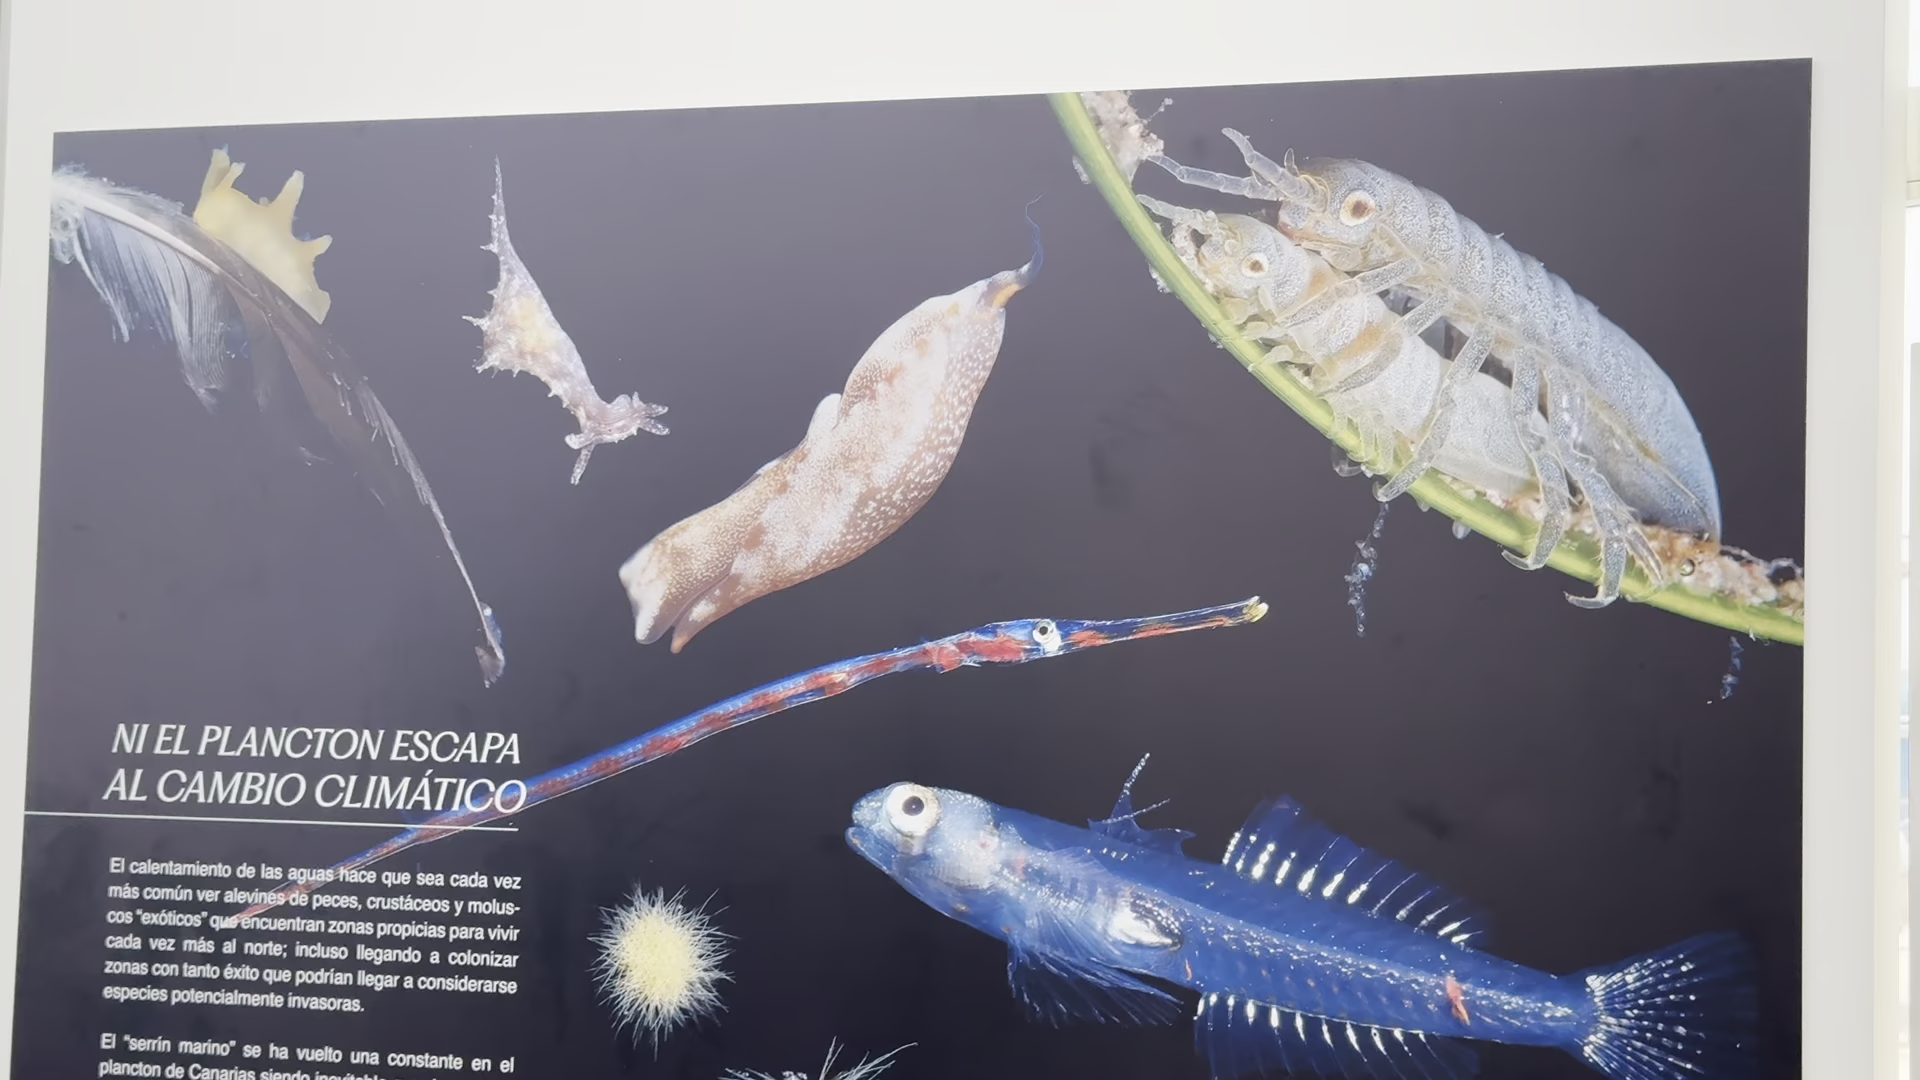 NI EL PLANCTON ESCAPA
AL CAMBIO CLIMÁTICO
El calentamiento de las aguas hace que sea cada vez
más común ver alevines de peces, crustáceos y molus-
cos "exóticos" que encuentran zonas propicias para vivir
cada vez más al norte; incluso llegando a colonizar
zonas con tanto éxito que podrían llegar a considerarse
especies potencialmente invasoras.
El "serrín marino" se ha vuelto una constante en el
plancton de Canarias siendo inevitable